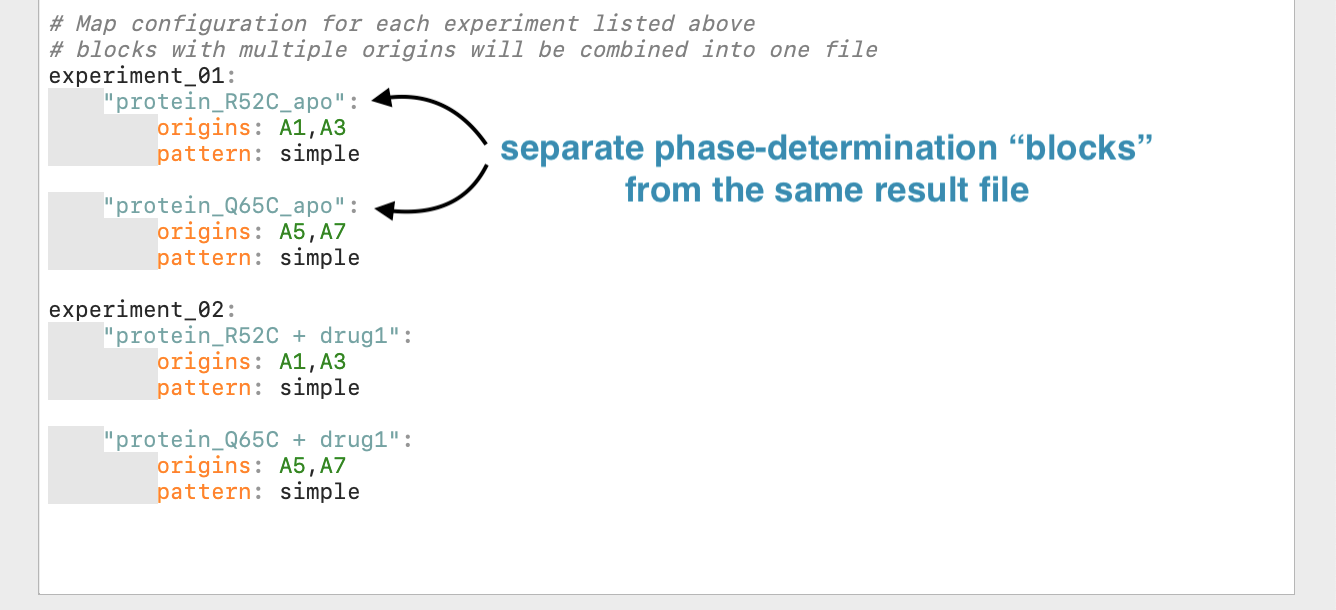 # Map configuration for each experiment listed above
# blocks with multiple origins will be combined into one file
experiment_01:
"protein_R52C_apo":
origins: A1,A3
pattern: simple
separate phase-determination “blocks”
from the same result file
"protein_Q65C_apo":
origins: A5,A7
pattern: simple
experiment_02:
"protein_R52C + drug1":
origins: A1,A3
pattern: simple
"protein_Q65C + drug1":
origins: A5,A7
pattern: simple